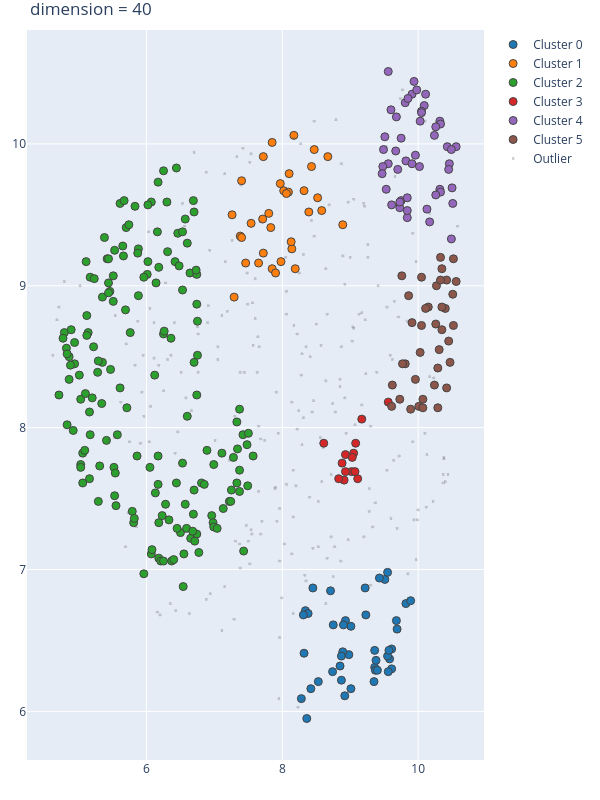 dimension = 40
Cluster 0
Cluster 1
Cluster 2
Cluster 3
Cluster 4
Cluster 5
Outlier
10
9
8
7
6
6
8
10